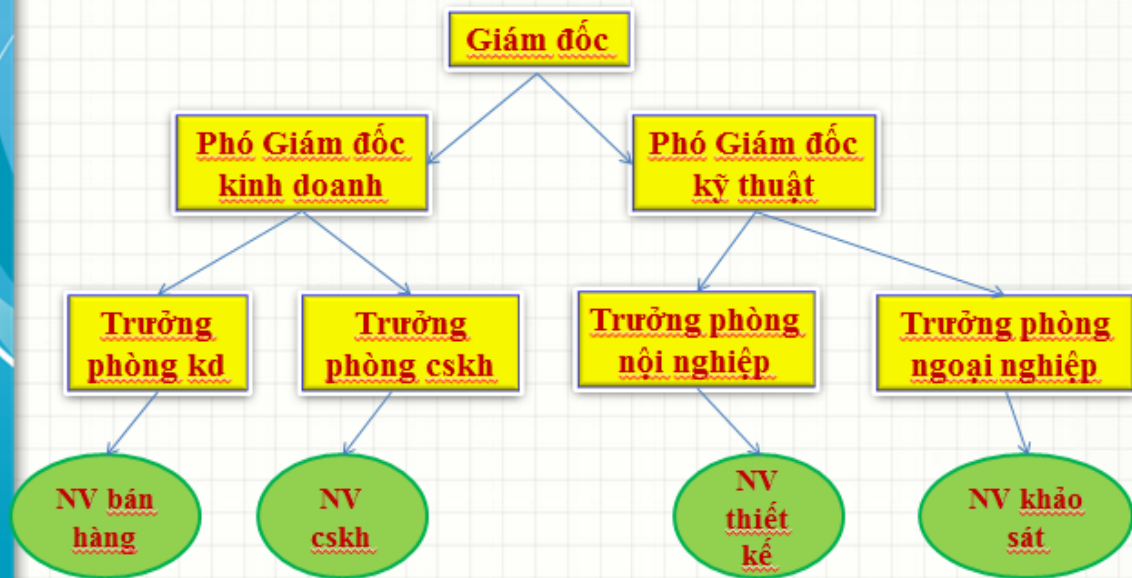 Giám đốc
Phó Giám đốc
kinh doanh
Phó Giám đốc
kỹ thuật
Trưởng
phòng kd
Trưởng
phòng cskh
Trưởng phòng
nội nghiệp
Trưởng phòng
ngoại nghiệp
NV bán
hàng
NV
cskh
NV
thiết
kế
NV khảo
sát